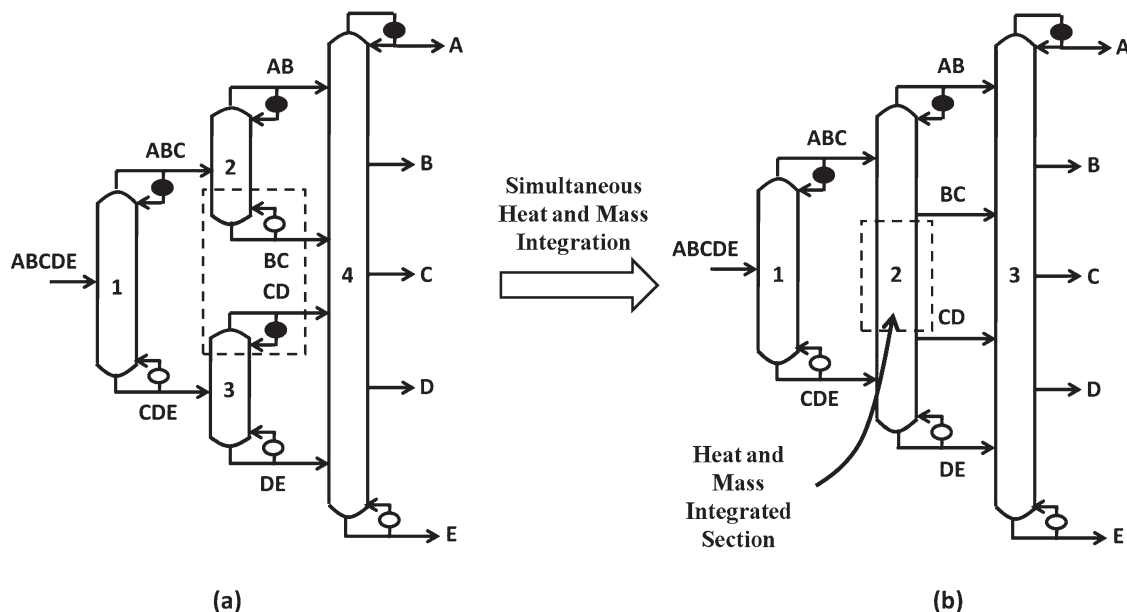 A
AB
ABC
2
B
ABCDE
1
BC
CD
4
C
3
D
CDE
DE
E
(a)
Simultaneous
Heat and Mass
Integration
A
AB
ABC
B
BC
ABCDE
1
2
3
C
CD
D
CDE
DE
Heat and
Mass
Integrated
Section
E
(b)